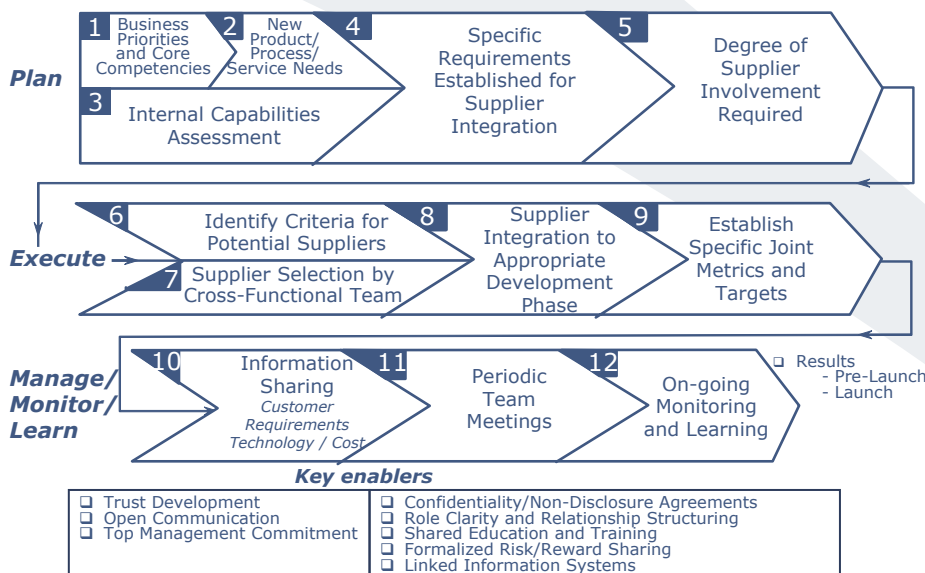 1
Business
Priorities
and Core
Competencies
2
New
Product/
Process/
Service Needs
4
Specific
Requirements
Established for
Supplier
Integration
5
Degree of
Supplier
Involvement
Required
Plan
3
Internal Capabilities
Assessment
6
Identify Criteria for
Potential Suppliers
8
Supplier
Integration to
Appropriate
Development
Phase
9
Establish
Specific Joint
Metrics and
Targets
Execute
7
Supplier Selection by
Cross-Functional Team
Manage/
Monitor/
Learn
10
Information
Sharing
Customer
Requirements
Technology / Cost
11
Periodic
Team
Meetings
12
On-going
Monitoring
and Learning
❑ Results
- Pre-Launch
- Launch
Key enablers
❑ Trust Development
❑ Open Communication
❑ Top Management Commitment
❑ Confidentiality/Non-Disclosure Agreements
❑ Role Clarity and Relationship Structuring
❑ Shared Education and Training
❑ Formalized Risk/Reward Sharing
❑ Linked Information Systems